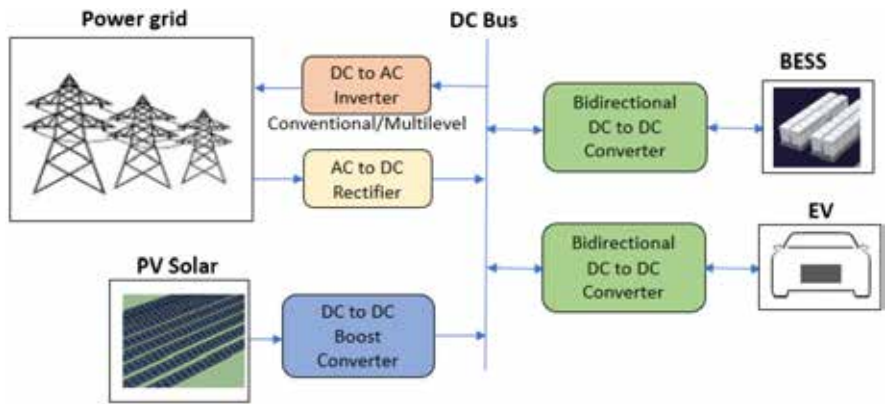 Power grid
DC Bus
DC to AC
Inverter
Conventional/Multilevel
AC to DC
Rectifier
PV Solar
DC to DC
Boost
Converter
BESS
Bidirectional
DC to DC
Converter
EV
Bidirectional
DC to DC
Converter